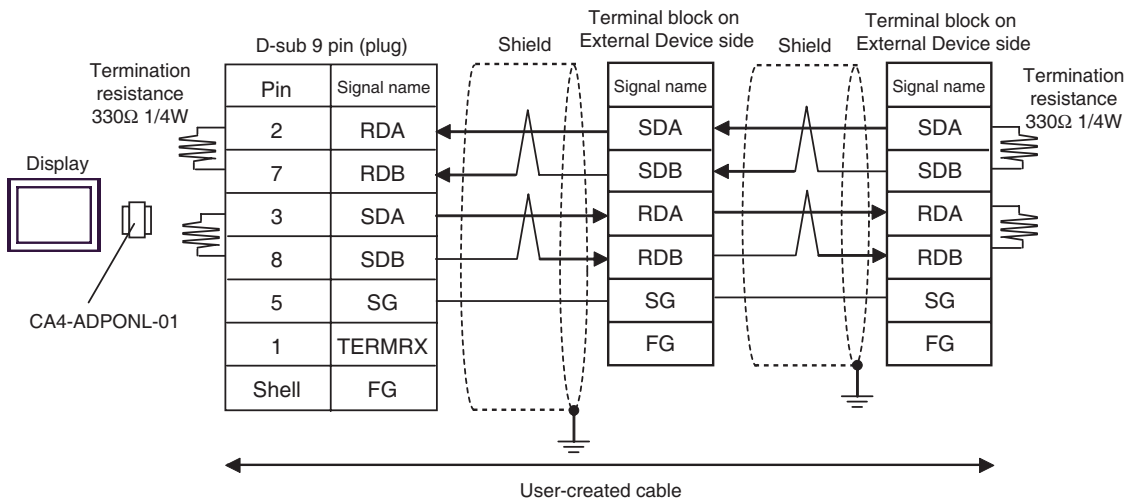 Terminal block on
External Device side
Terminal block on
External Device side
D-sub 9 pin (plug)
Shield
Shield
Termination
resistance
330Ω 1/4W
Termination
resistance
330Ω 1/4W
Display
CA4-ADPONL-01
Pin Signal name
2 RDA
7 RDB
3 SDA
8 SDB
5 SG
1 TERMRX
Shell FG
Signal name
SDA
SDB
RDA
RDB
SG
FG
Signal name
SDA
SDB
RDA
RDB
SG
FG
User-created cable